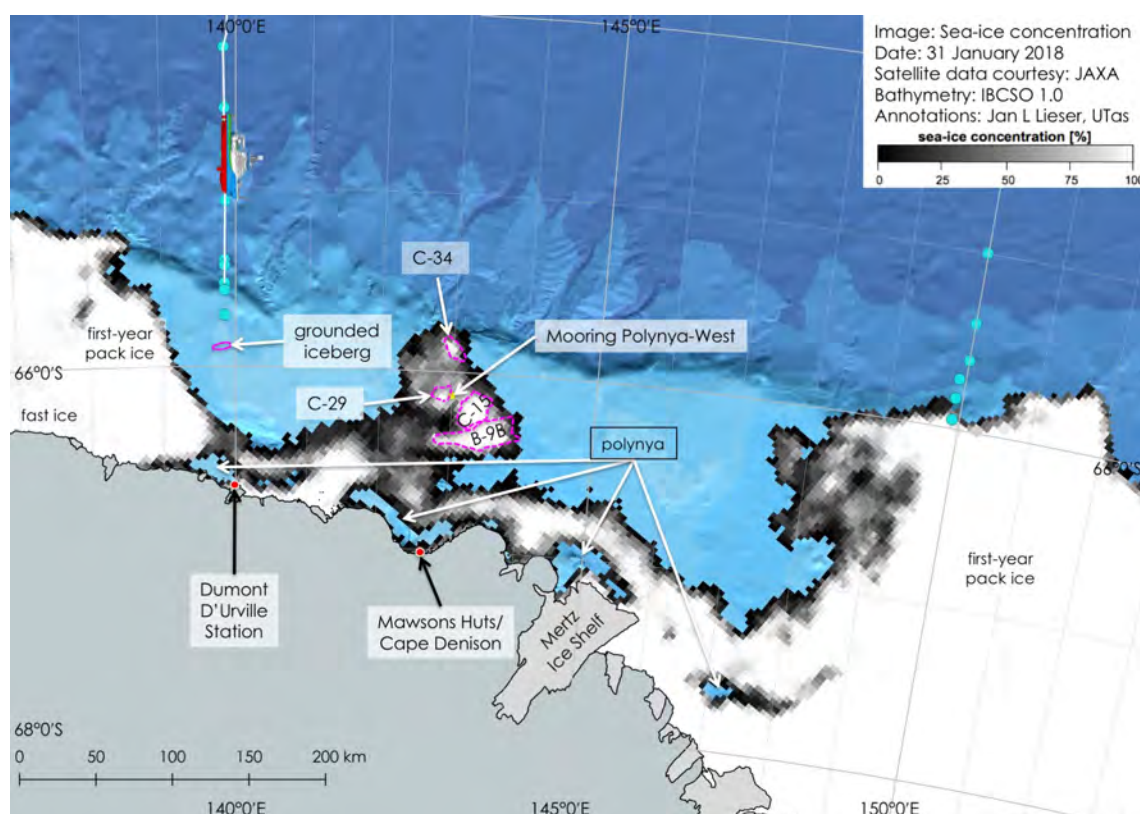 140°0'E
145°0'E
Image: Sea-ice concentration
Date: 31 January 2018
Satellite data courtesy: JAXA
Bathymetry: IBCSO 1.0
Annotations: Jan L Lieser, UTas
sea-ice concentration [%]
0 25 50 75 100
C-34
first-year
pack ice
grounded
iceberg
Mooring Polynya-West
66°0'S
C-29
C-15
B-9B
fast ice
polynya
66°0'S
first-year
pack ice
Dumont
D'Urville
Station
Mawsons Huts/
Cape Denison
Mertz
Ice Shelf
68°0'S
0 50 100 150 200 km
140°0'E
145°0'E
150°0'E